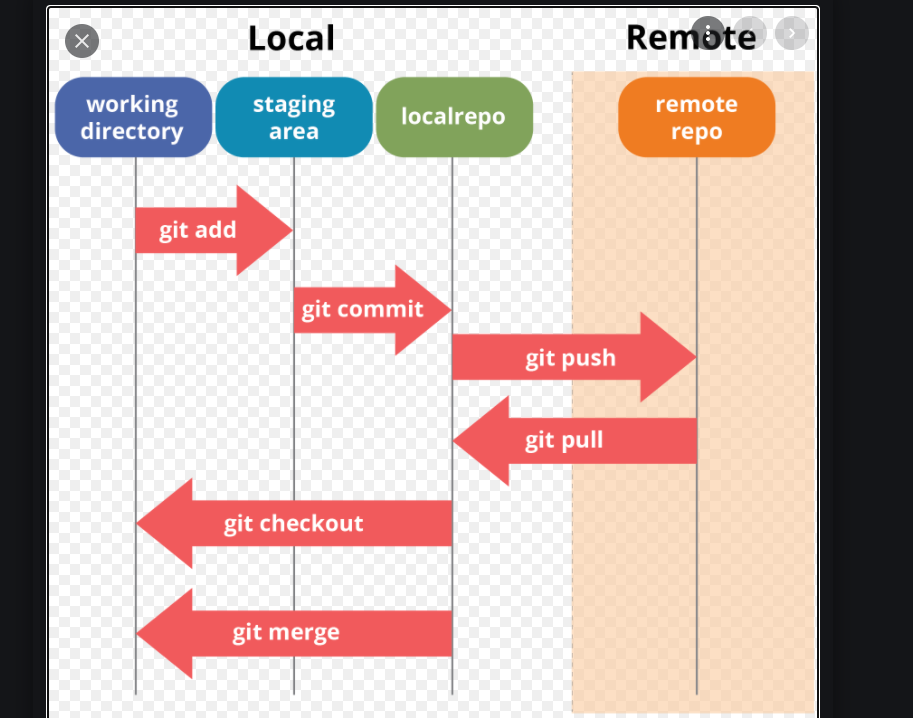 Local
Remote
working
directory
staging
area
localrepo
remote
repo
git add
git commit
git push
git pull
git checkout
git merge